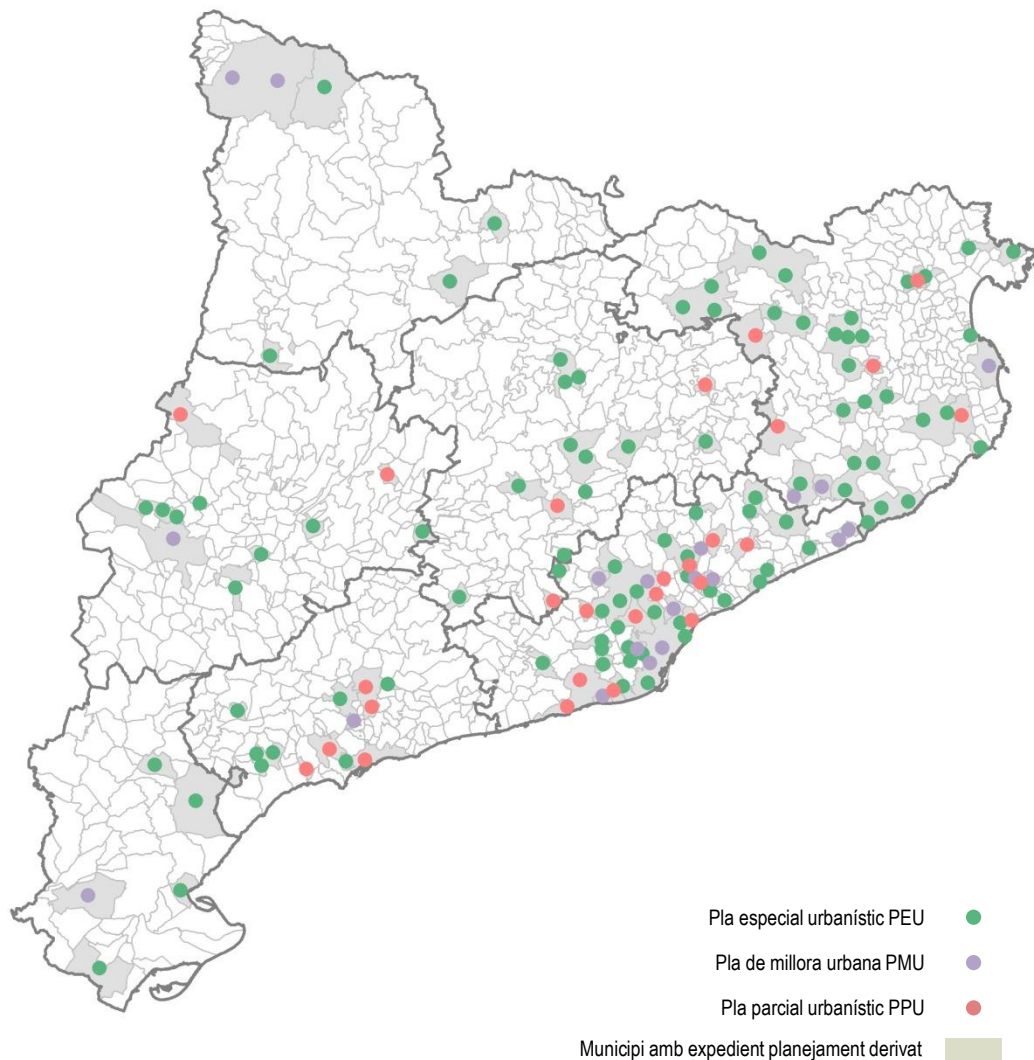 Pla especial urbanístic PEU
Pla de millora urbana PMU
Pla parcial urbanístic PPU
Municipi amb expedient planejament derivat